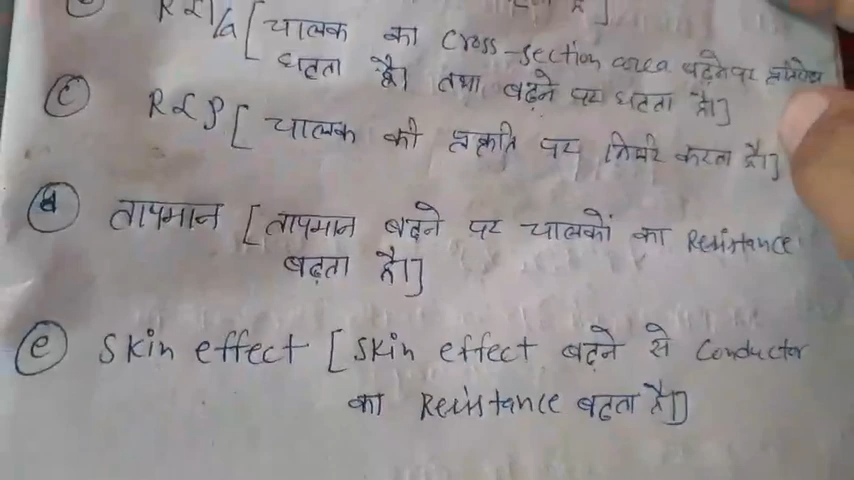 R ∝ 1/a [ चालक का cross-section area बढ़ने पर प्रतिरोध
घटता है। तथा बढ़ने पर घटता है।]
(c) R ∝ ρ [ चालक की प्रकृति पर निर्भर करता है।]
(d) तापमान [ तापमान बढ़ने पर चालकों का Resistance
बढ़ता है।]
(e) Skin effect [ Skin effect बढ़ने से Conductor
का Resistance बढ़ता है।]